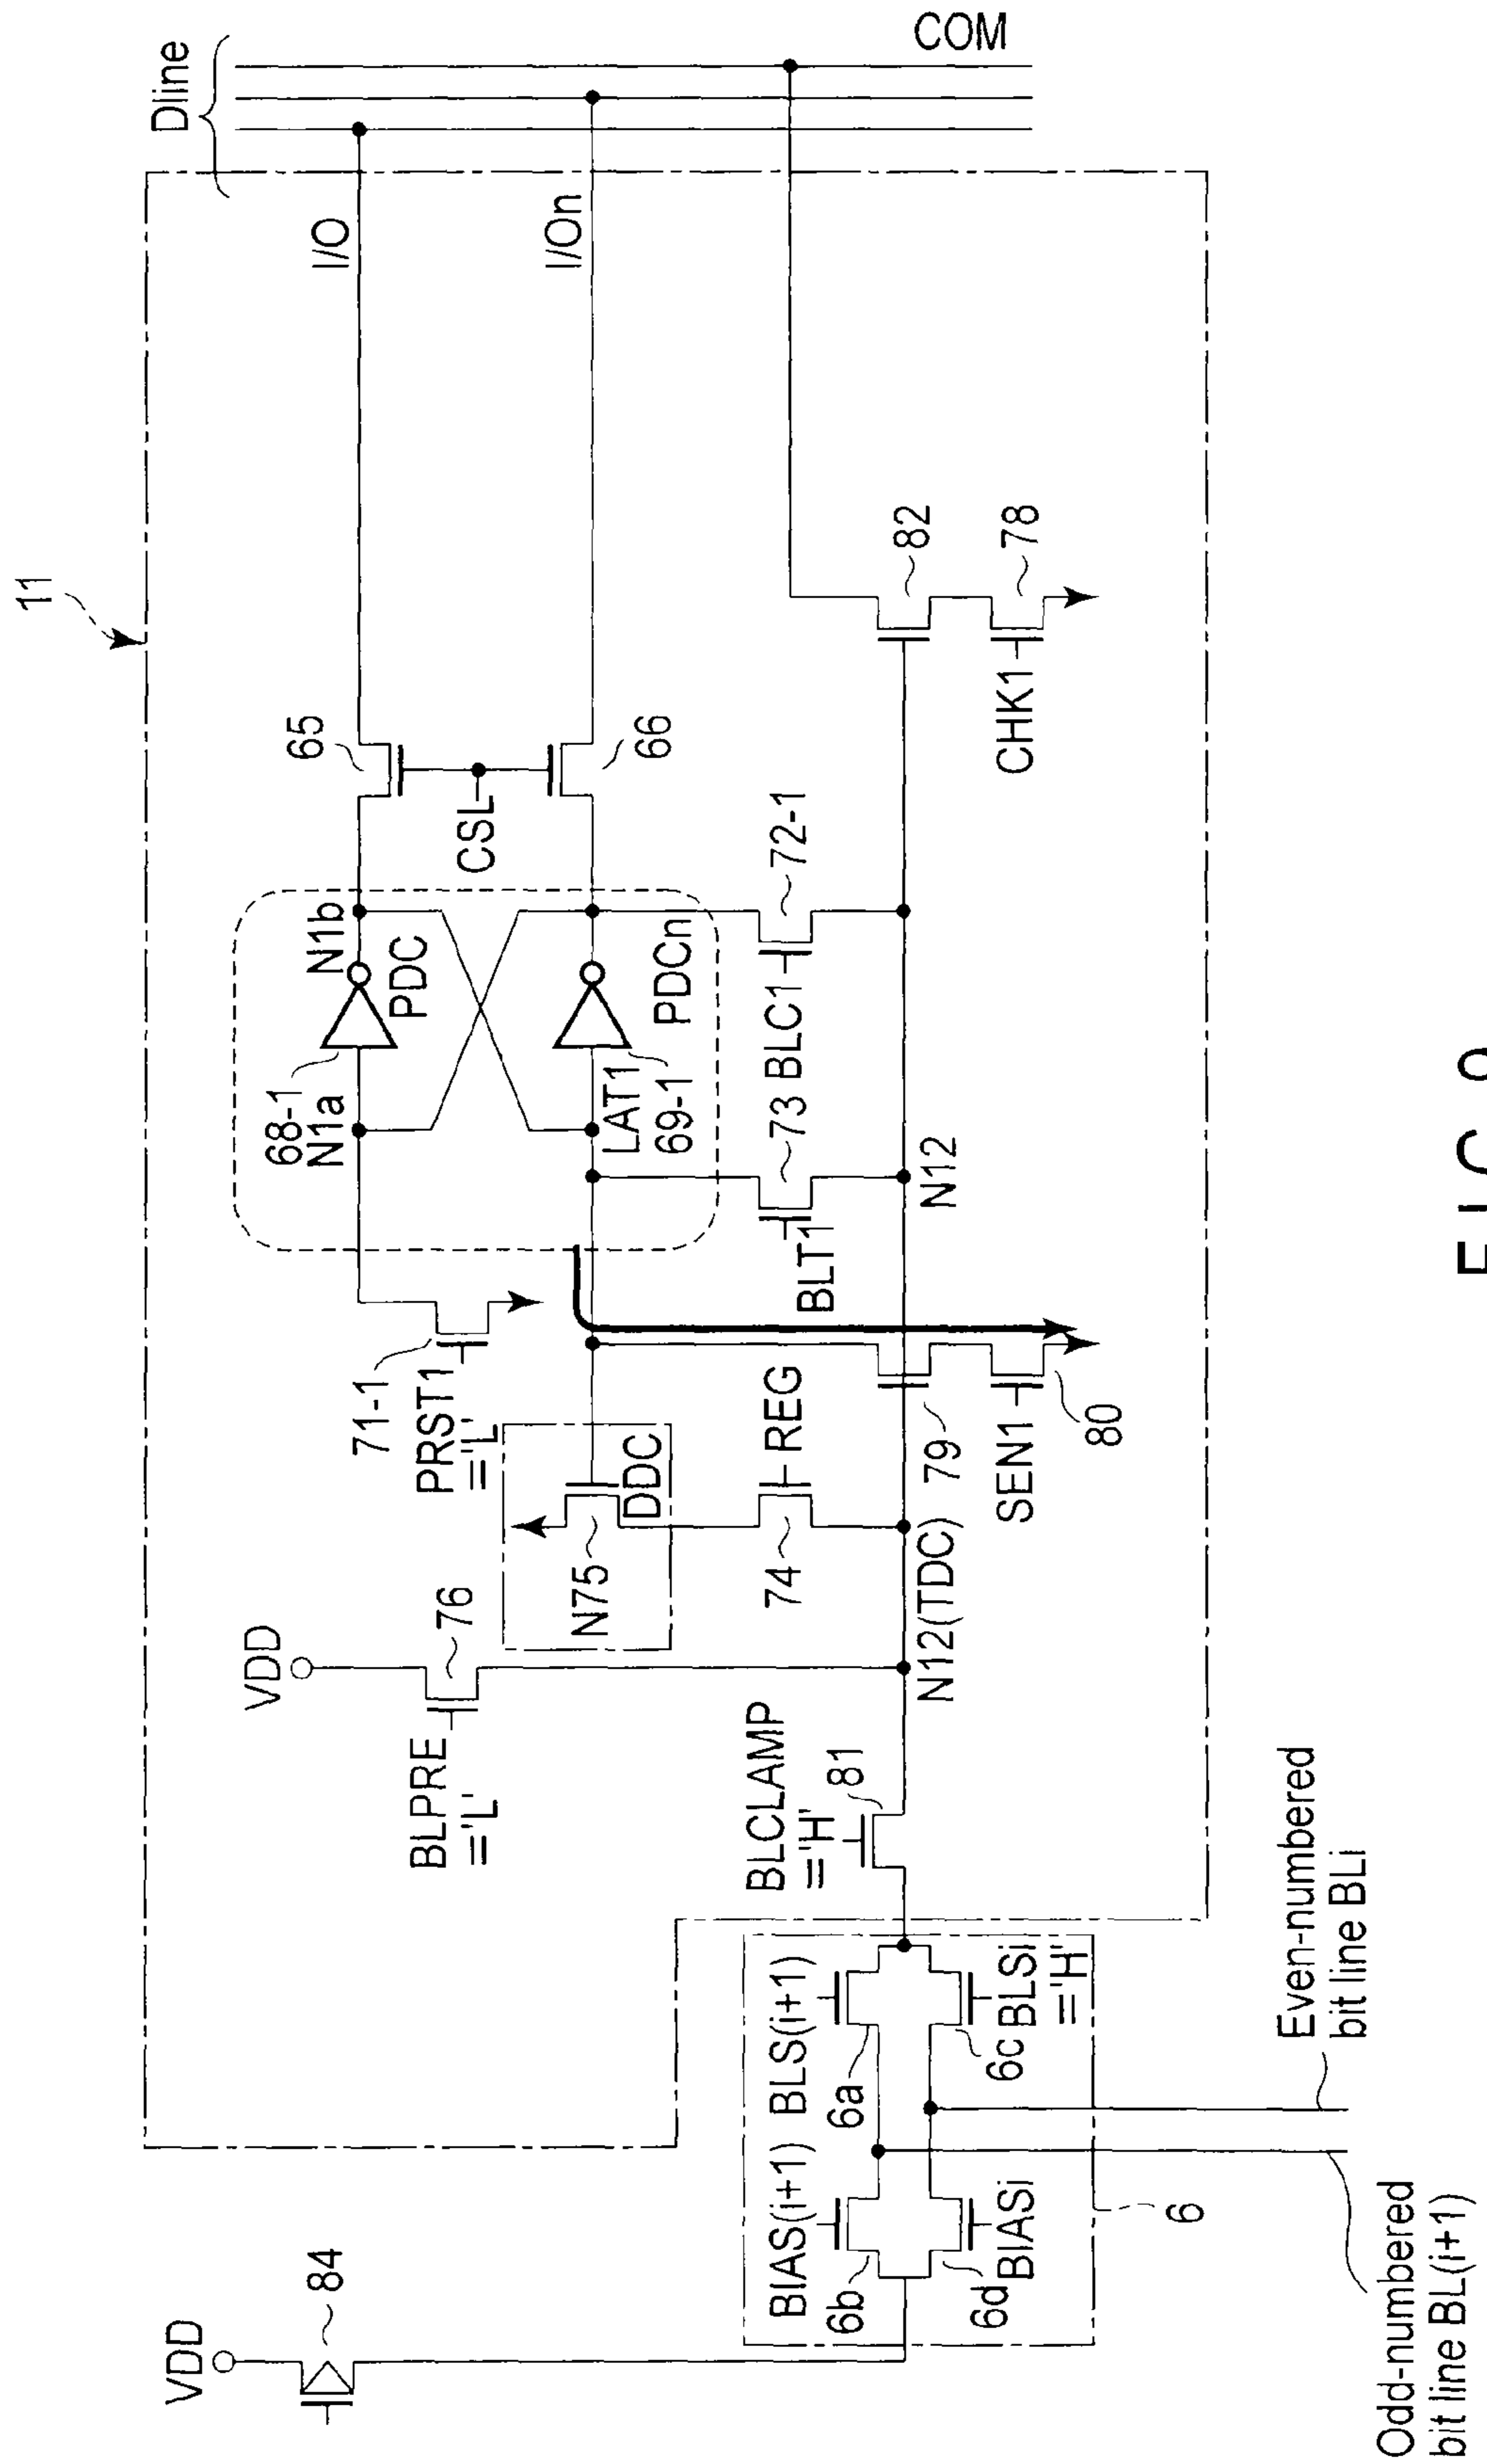 11
Dline
COM
I/O
I/On
65
66
CSL
68-1
N1a
N1b
PDC
LAT1
69-1
PDCn
71-1
PRST1
='L'
73
BLC1
72-1
82
78
CHK1
BLT1
N12
VDD
76
BLPRE
='L'
N75
DDC
74
REG
79
SEN1
80
N12(TDC)
BLCLAMP
='H'
81
VDD
84
BIAS(i+1)
BLS(i+1)
6b
6a
6d
BIASi
6c
BLSi
='H'
6
Even-numbered
bit line BLi
Odd-numbered
bit line BL(i+1)